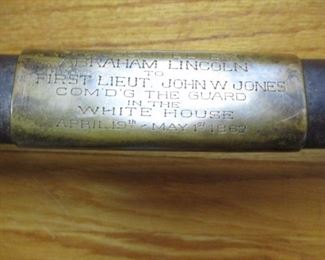 ABRAHAM LINCOLN
TO
FIRST LIEUT. JOHN W JONES
COM'D'G THE GUARD
IN THE
WHITE HOUSE
APRIL 19th - MAY 1st 1862